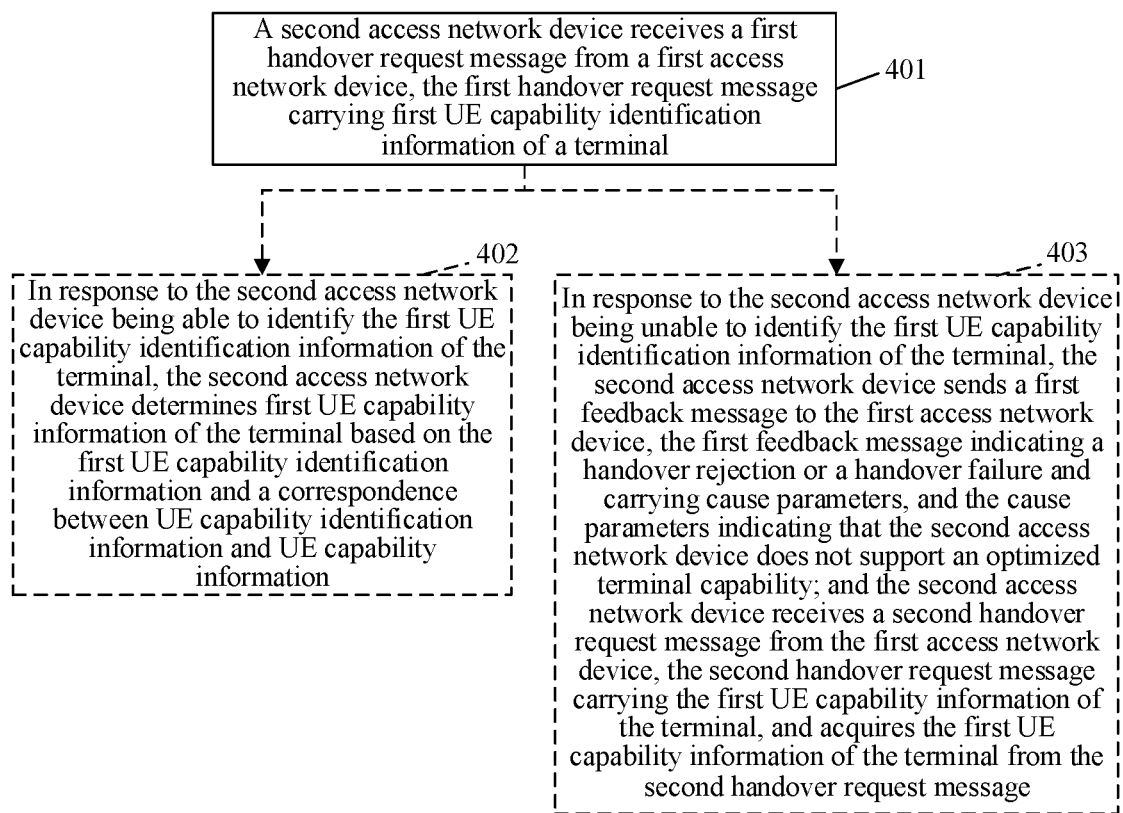 A second access network device receives a first
handover request message from a first access
network device, the first handover request message
carrying first UE capability identification
information of a terminal
401
402
In response to the second access network
device being able to identify the first UE
capability identification information of the
terminal, the second access network
device determines first UE capability
information of the terminal based on the
first UE capability identification
information and a correspondence
between UE capability identification
information and UE capability
information
403
In response to the second access network device
being unable to identify the first UE capability
identification information of the terminal, the
second access network device sends a first
feedback message to the first access network
device, the first feedback message indicating a
handover rejection or a handover failure and
carrying cause parameters, and the cause
parameters indicating that the second access
network device does not support an optimized
terminal capability; and the second access
network device receives a second handover
request message from the first access network
device, the second handover request message
carrying the first UE capability information of
the terminal, and acquires the first UE
capability information of the terminal from the
second handover request message